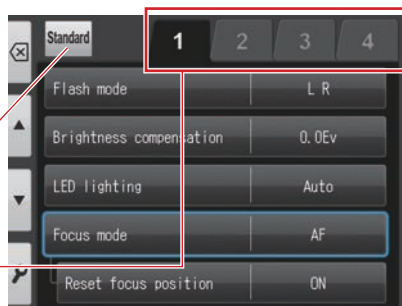 Standard 1 2 3 4
Flash mode L R
Brightness compensation 0.0Ev
LED lighting Auto
Focus mode AF
Reset focus position ON